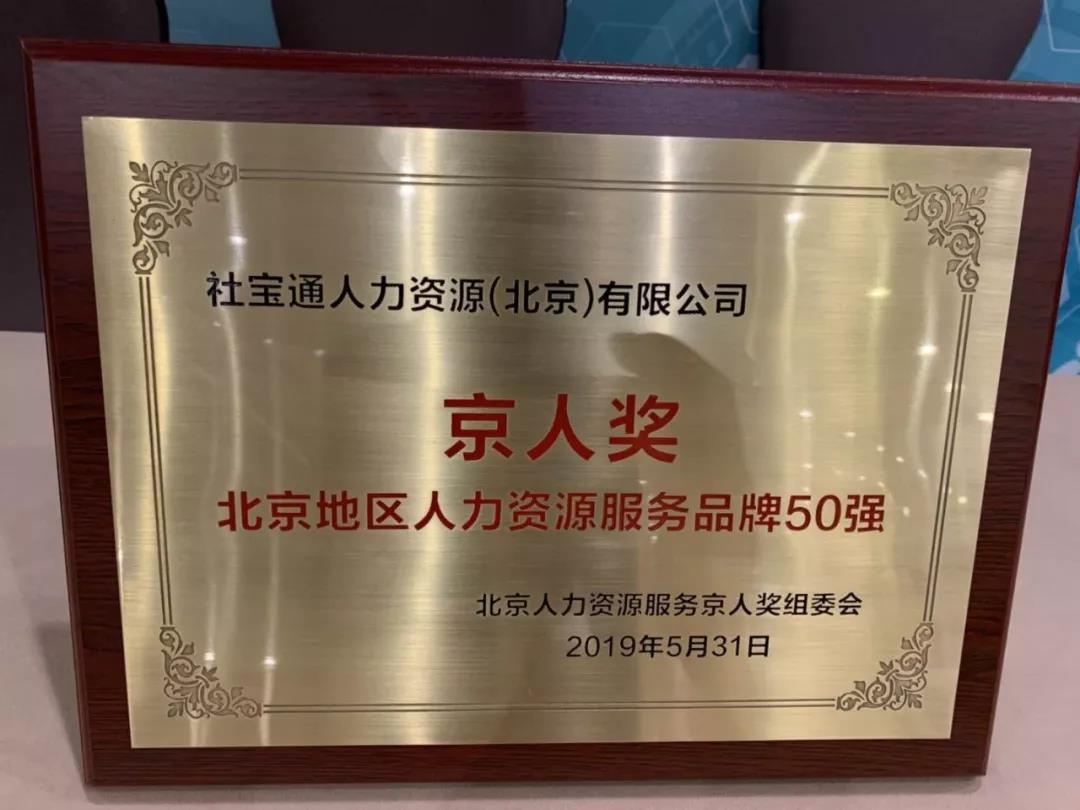 社宝通人力资源(北京)有限公司
京人奖
北京地区人力资源服务品牌50强
北京人力资源服务京人奖组委会
2019年5月31日